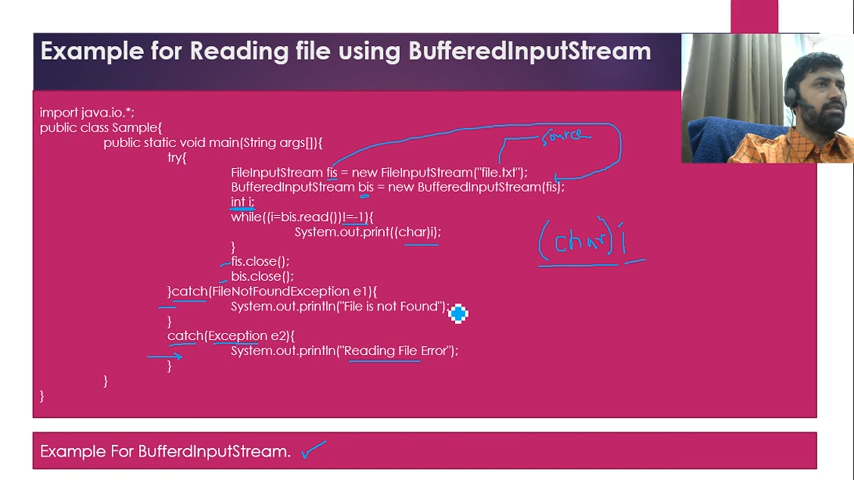 Example for Reading file using BufferedInputStream
import java.io.*;
public class Sample{
public static void main(String args[]){
try{
FileInputStream fis = new FileInputStream("file.txt");
BufferedInputStream bis = new BufferedInputStream(fis);
int i;
while((i=bis.read())!=-1){
System.out.print((char)i);
}
fis.close();
bis.close();
}catch(FileNotFoundException e1){
System.out.println("File is not Found");
}
catch(Exception e2){
System.out.println("Reading File Error");
}
}
}
source
(char) i
Example For BufferdInputStream.